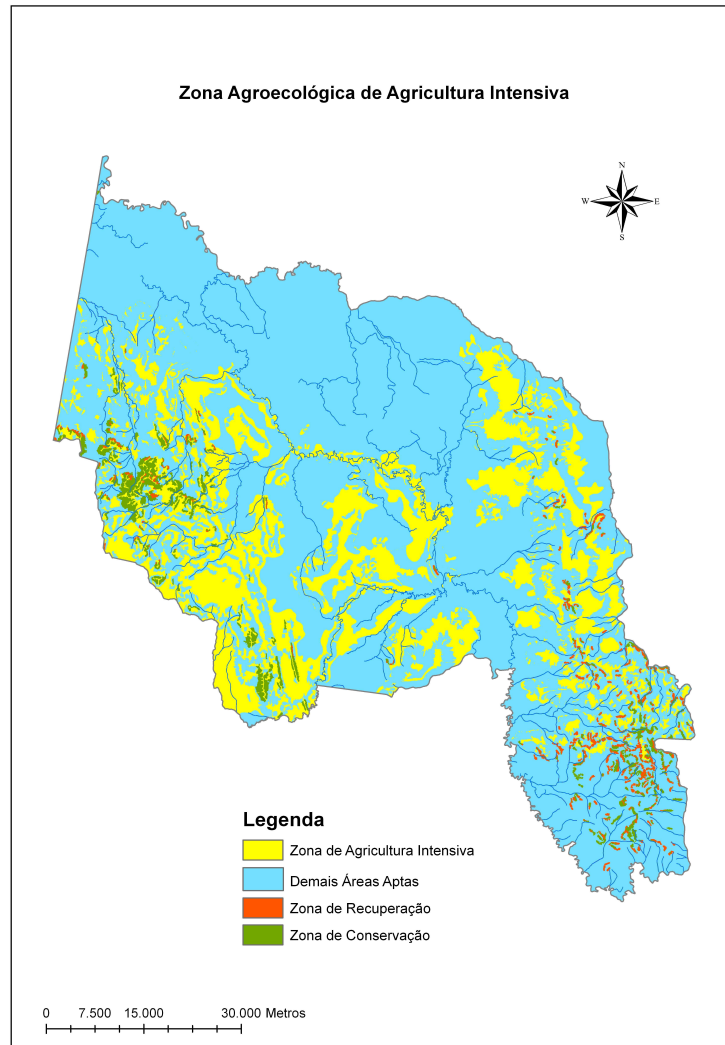 Zona Agroecológica de Agricultura Intensiva
N
W E
S
Legenda
Zona de Agricultura Intensiva
Demais Áreas Aptas
Zona de Recuperação
Zona de Conservação
0 7.500 15.000 30.000 Metros